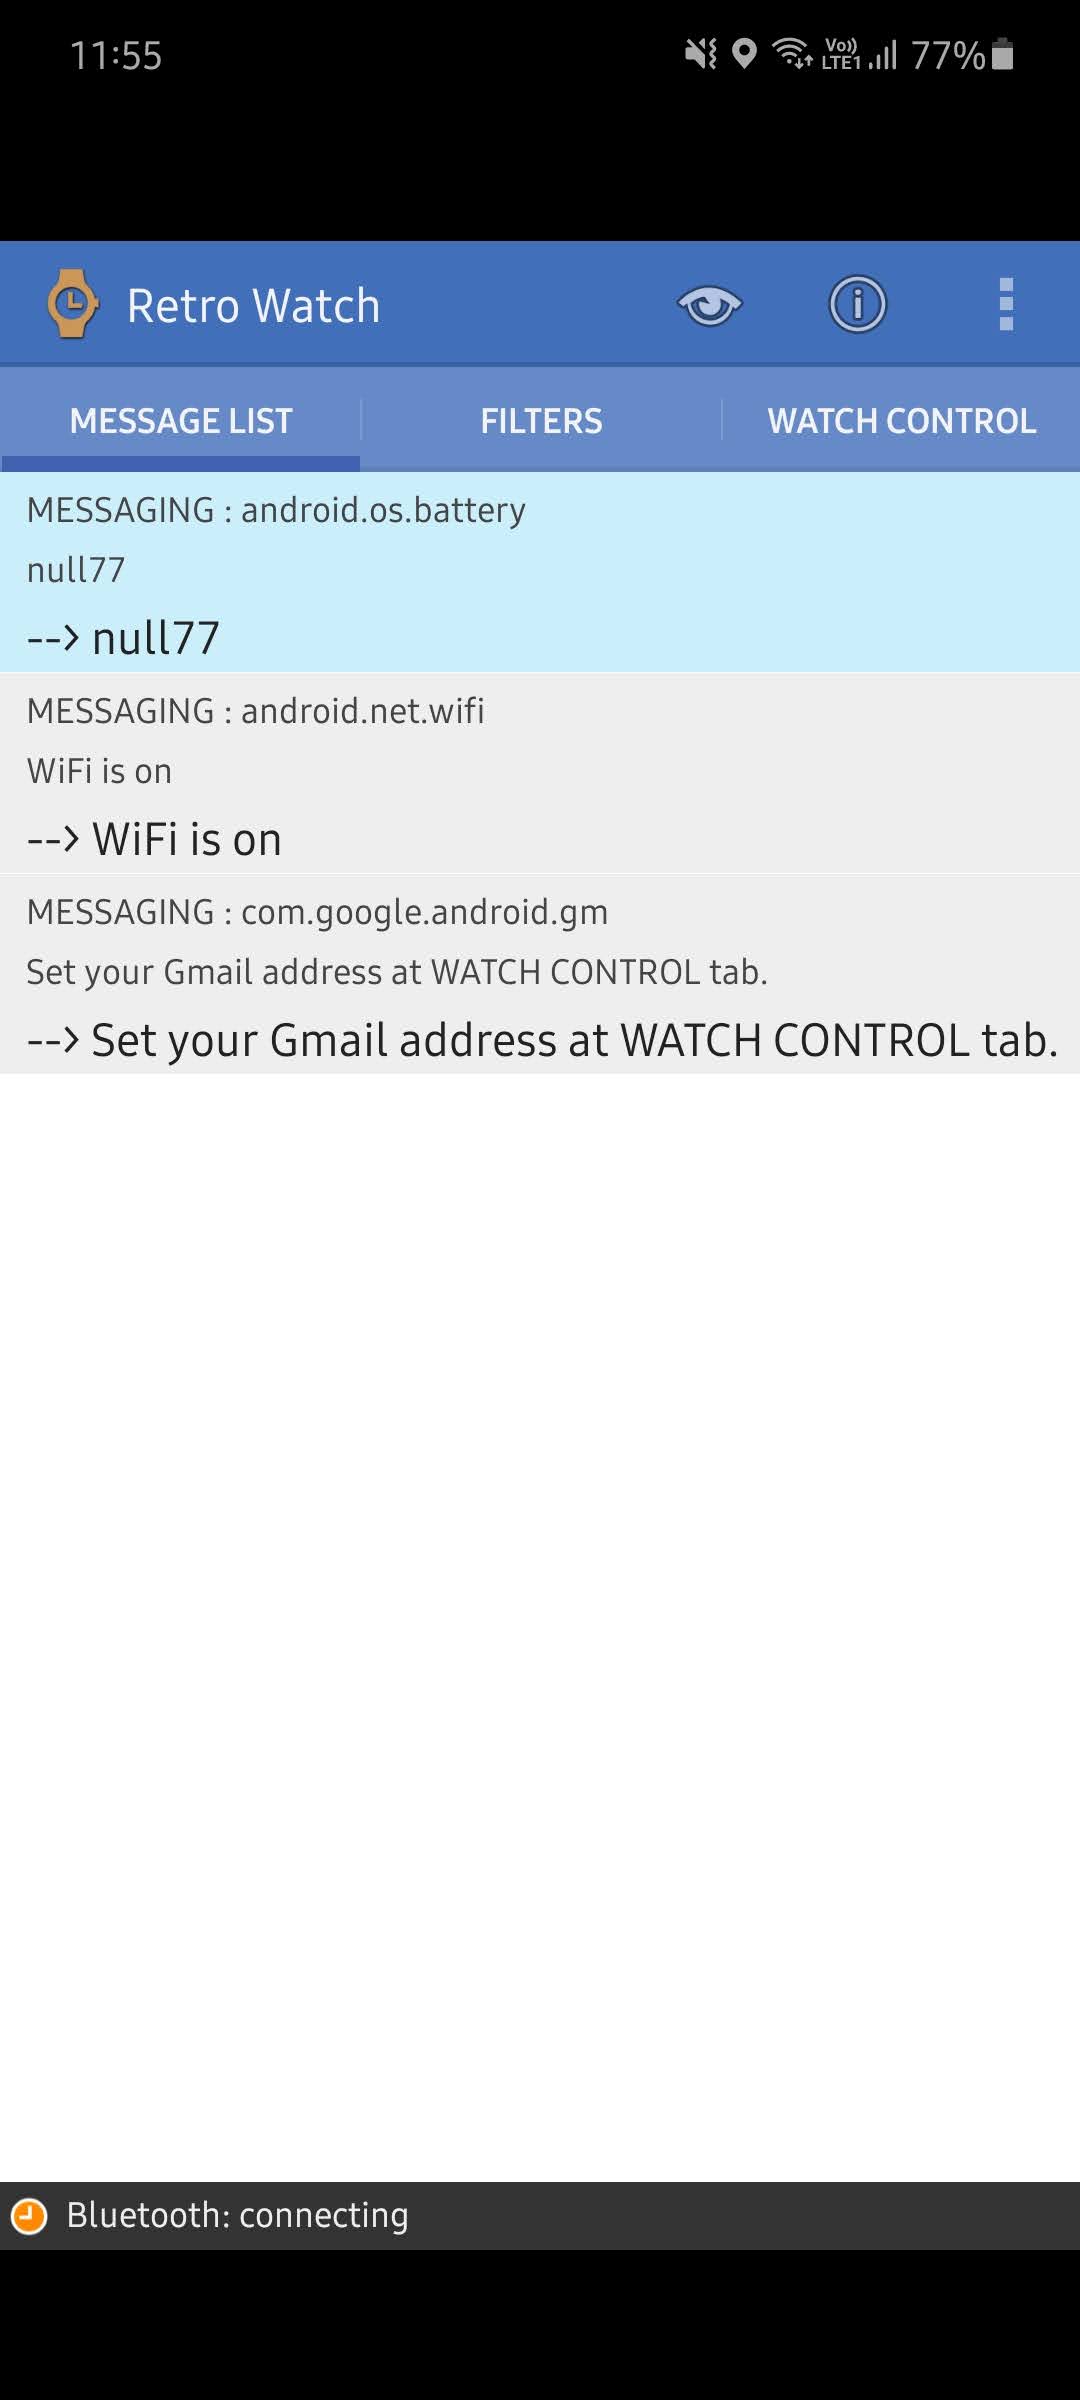 11:55 Vo)) LTE1 77%
Retro Watch
MESSAGE LIST FILTERS WATCH CONTROL
MESSAGING : android.os.battery
null77
--> null77
MESSAGING : android.net.wifi
WiFi is on
--> WiFi is on
MESSAGING : com.google.android.gm
Set your Gmail address at WATCH CONTROL tab.
--> Set your Gmail address at WATCH CONTROL tab.
Bluetooth: connecting